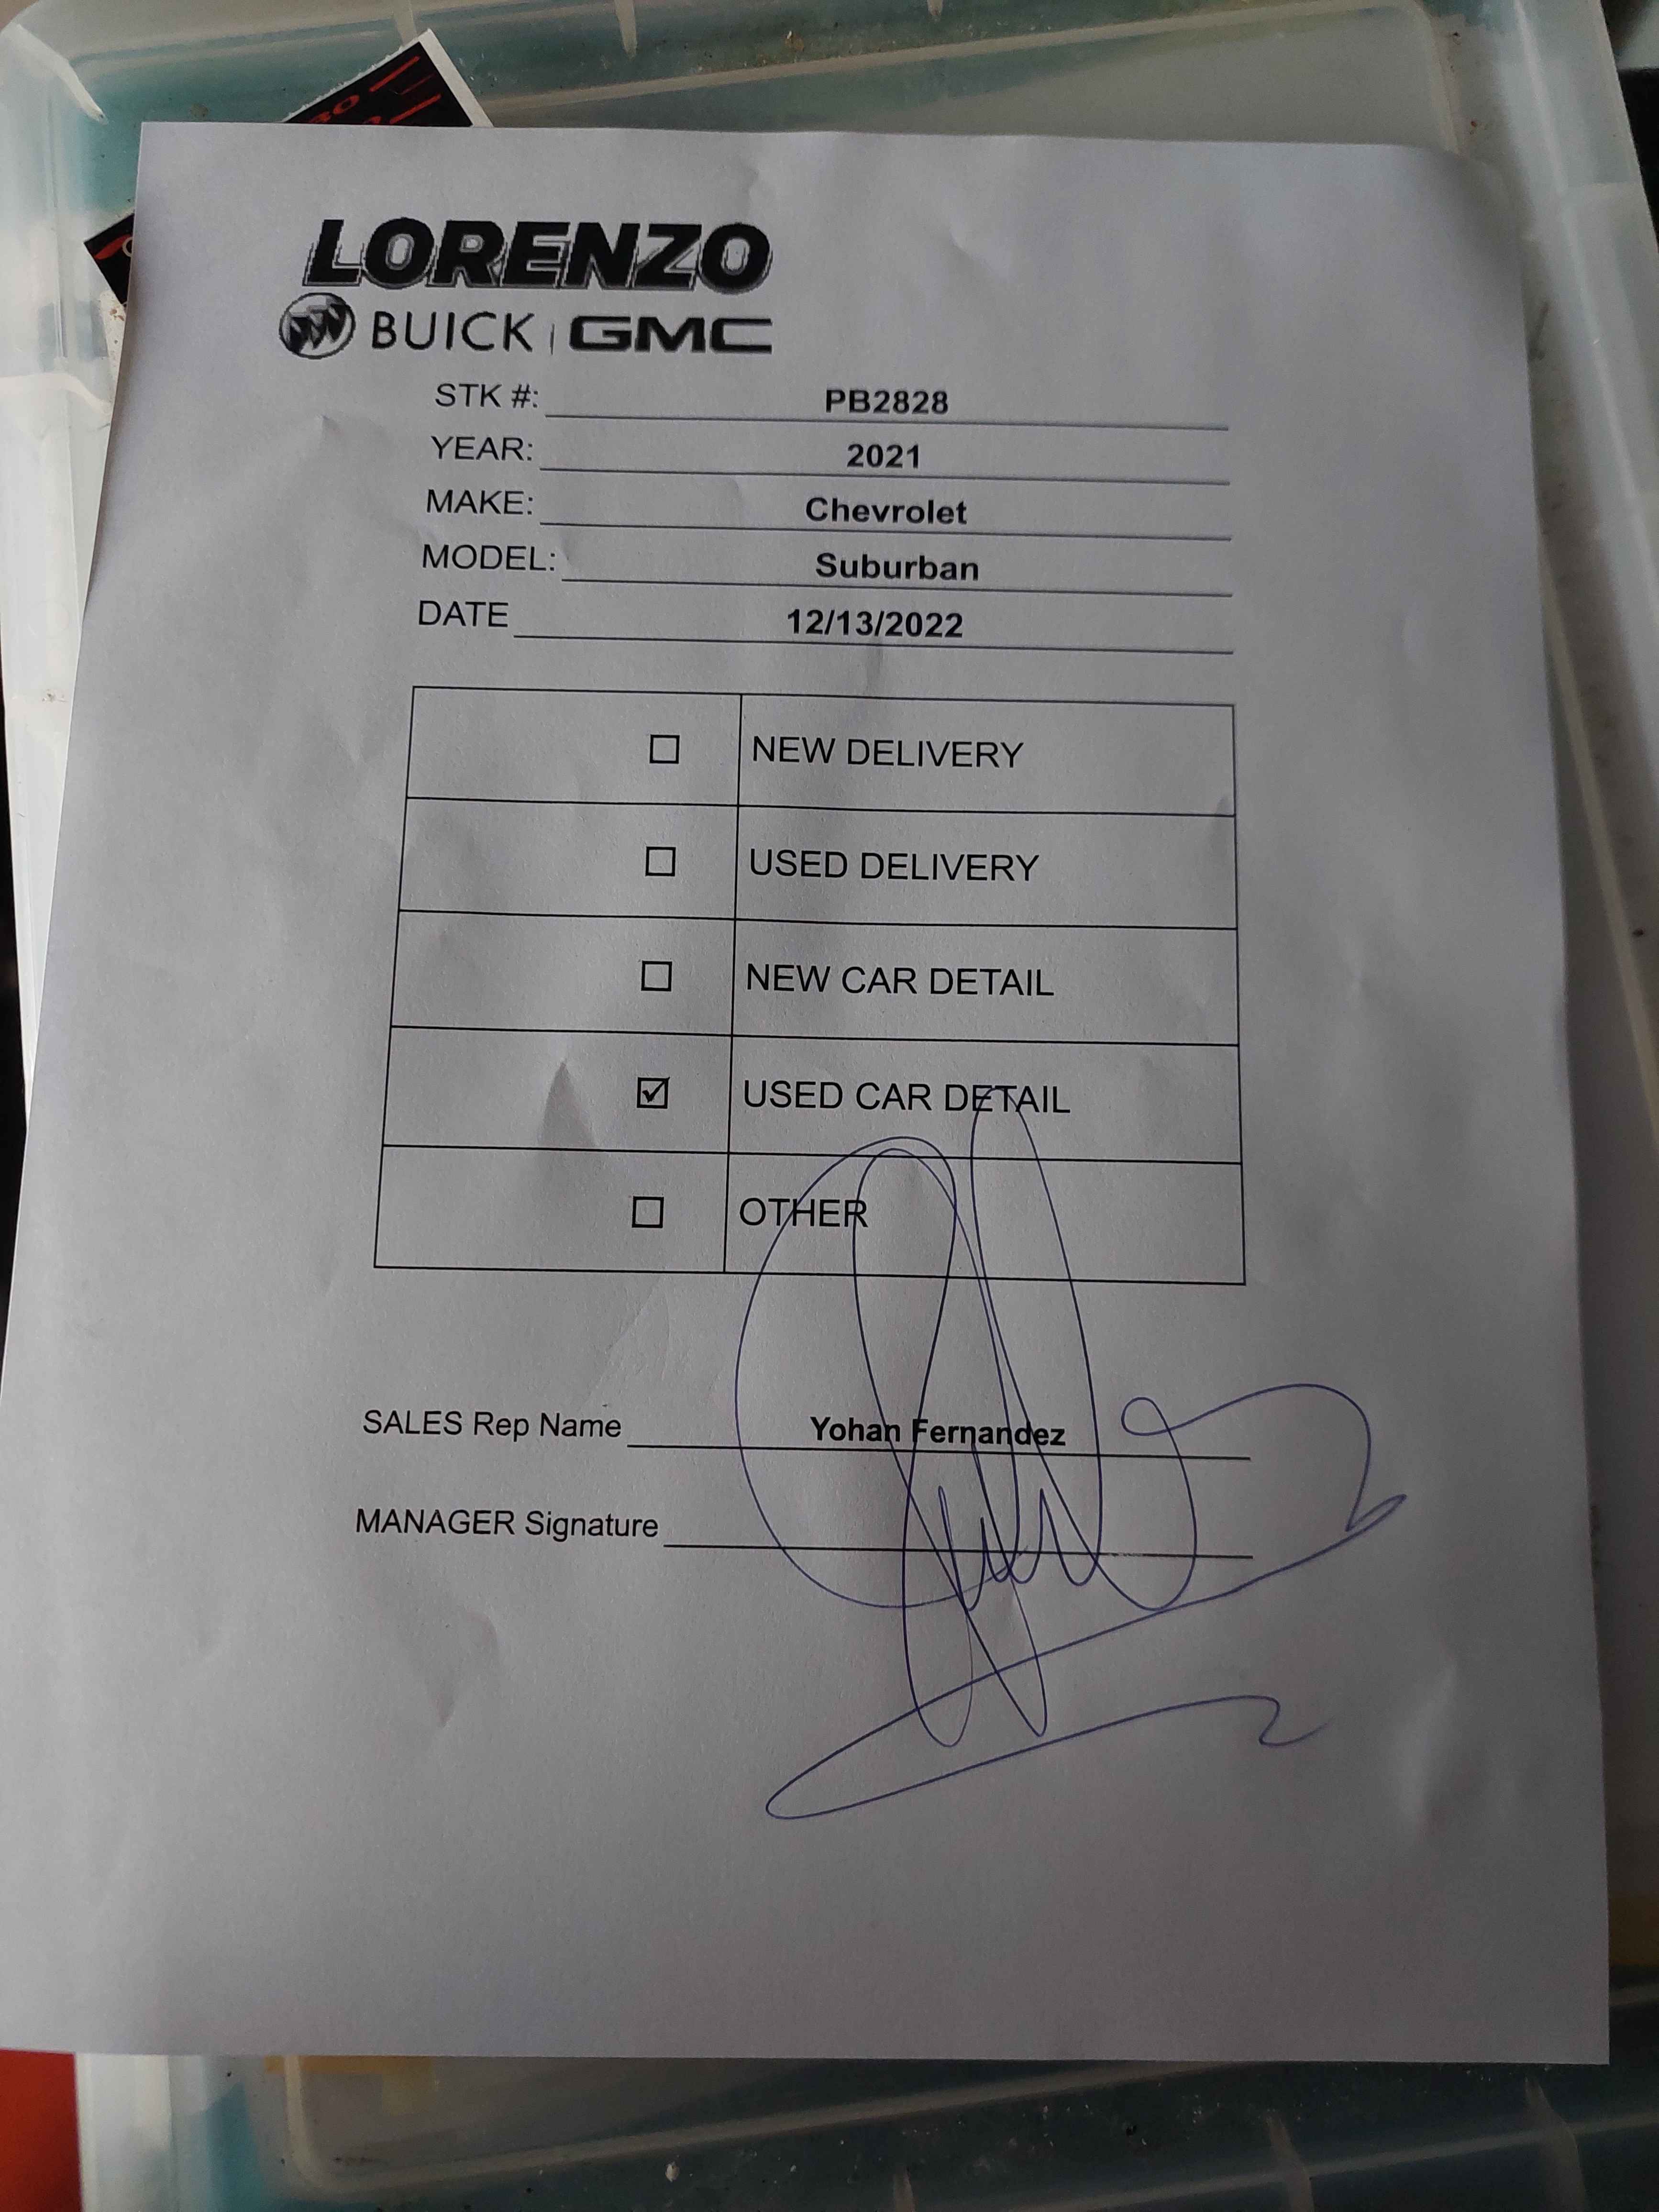 LORENZO
BUICK | GMC
STK #: PB2828
YEAR: 2021
MAKE: Chevrolet
MODEL: Suburban
DATE 12/13/2022
☐ NEW DELIVERY
☐ USED DELIVERY
☐ NEW CAR DETAIL
☑ USED CAR DETAIL
☐ OTHER
SALES Rep Name Yohan Fernandez
MANAGER Signature